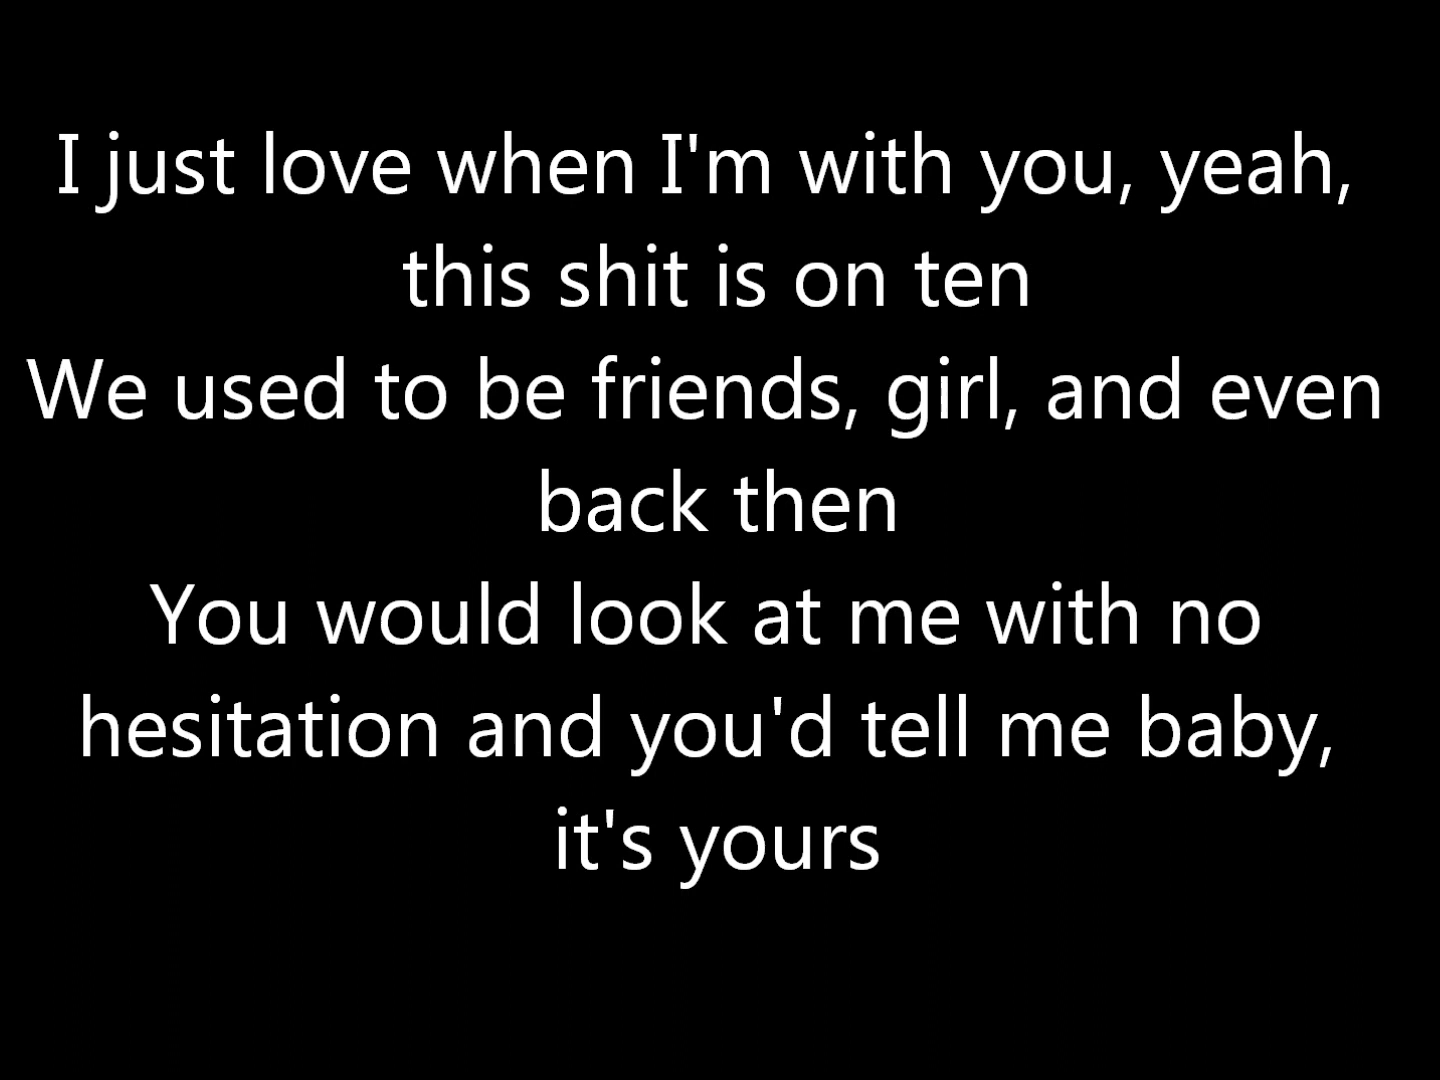 I just love when I'm with you, yeah,
this shit is on ten
We used to be friends, girl, and even
back then
You would look at me with no
hesitation and you'd tell me baby,
it's yours